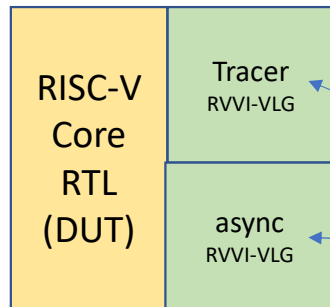 RISC-V
Core
RTL
(DUT)
Tracer
RVVI-VLG
async
RVVI-VLG